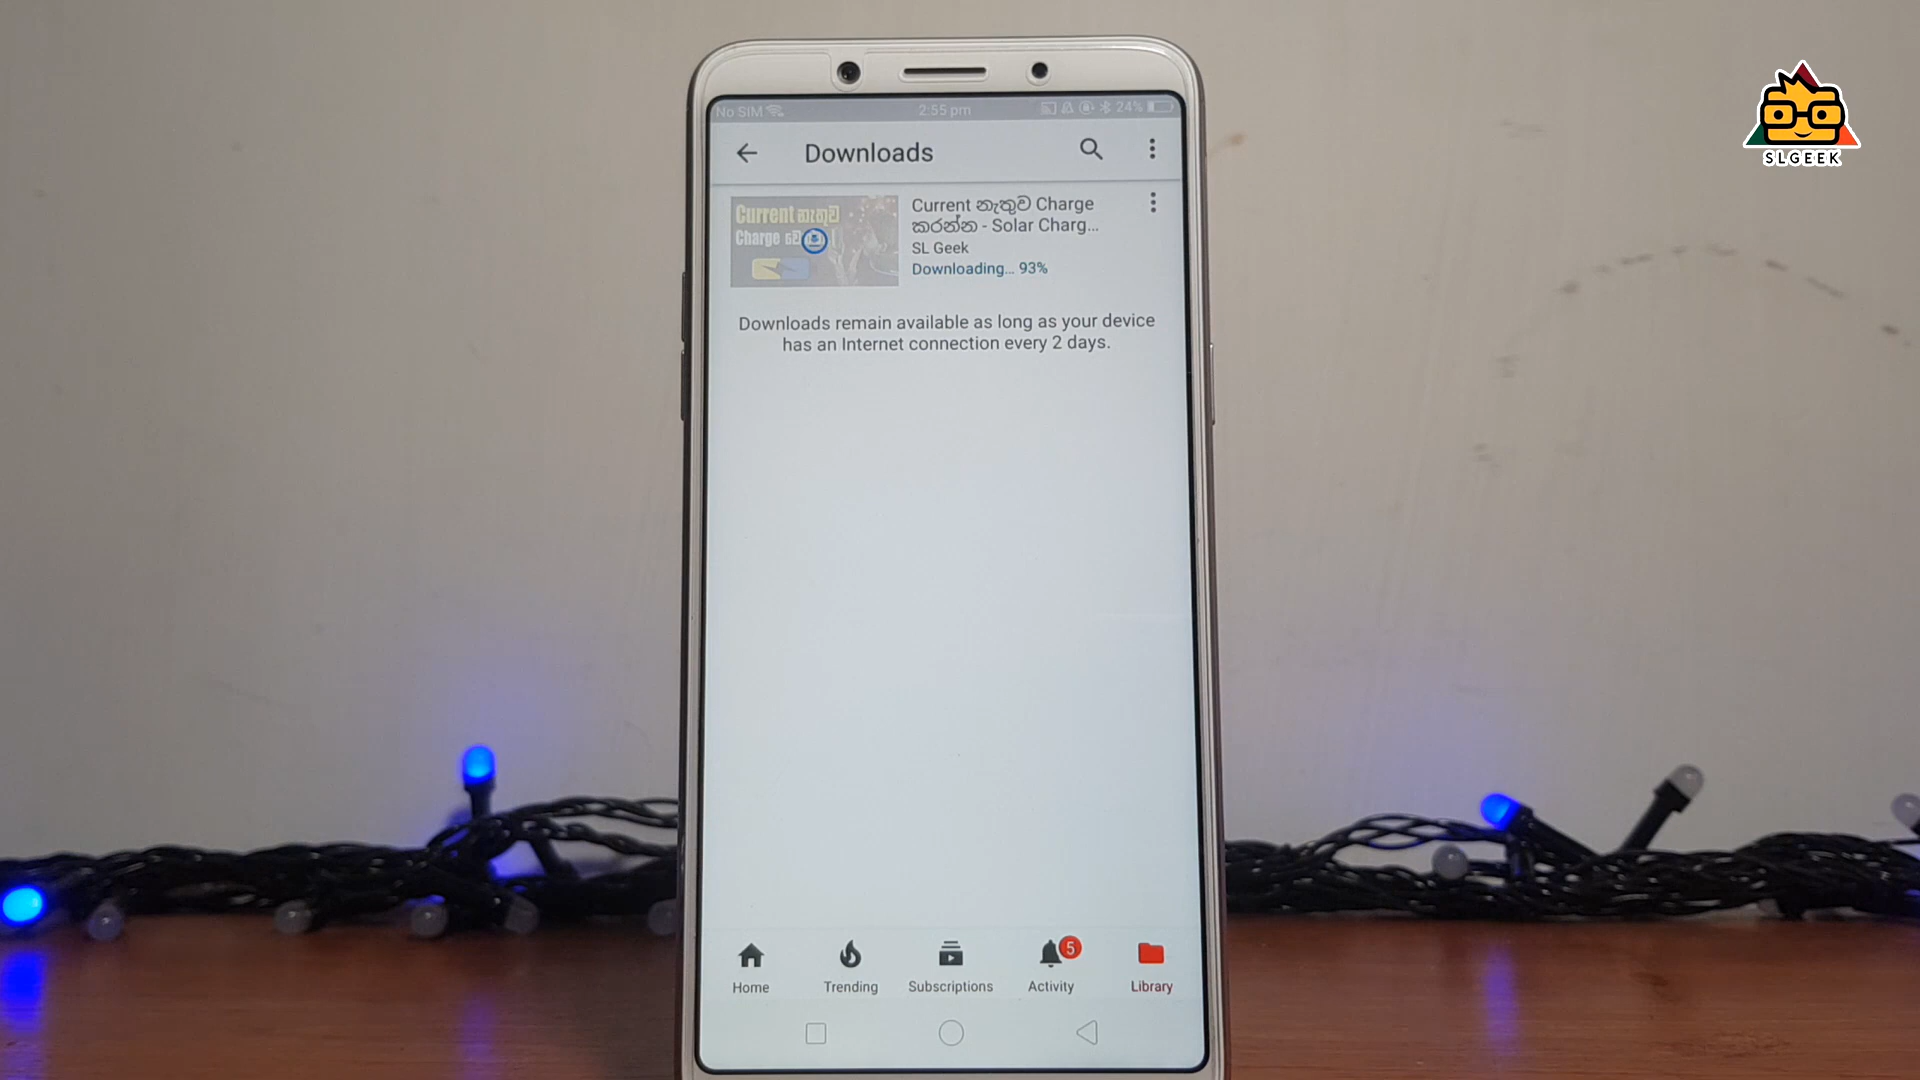 SLGEEK
No SIM 2:55 pm 24%
Downloads
Current නැතුව
Charge
Current නැතුව Charge
කරන්න - Solar Charg...
SL Geek
Downloading... 93%
Downloads remain available as long as your device
has an Internet connection every 2 days.
5
Home Trending Subscriptions Activity Library